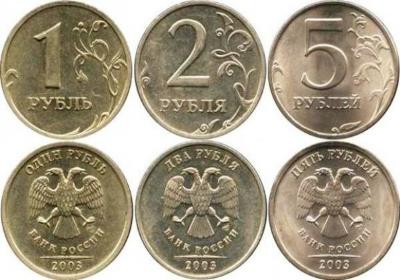 1
РУБЛЬ
2
РУБЛЯ
5
РУБЛЕЙ
ОДИН РУБЛЬ
БАНК РОССИИ
2003
ДВА РУБЛЯ
БАНК РОССИИ
2003
ПЯТЬ РУБЛЕЙ
БАНК РОССИИ
2003